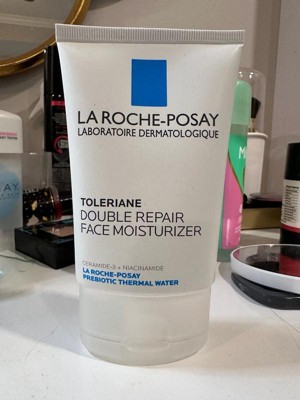 LA ROCHE-POSAY
LABORATOIRE DERMATOLOGIQUE
TOLERIANE
DOUBLE REPAIR
FACE MOISTURIZER
CERAMIDE-3 + NIACINAMIDE
LA ROCHE-POSAY
PREBIOTIC THERMAL WATER